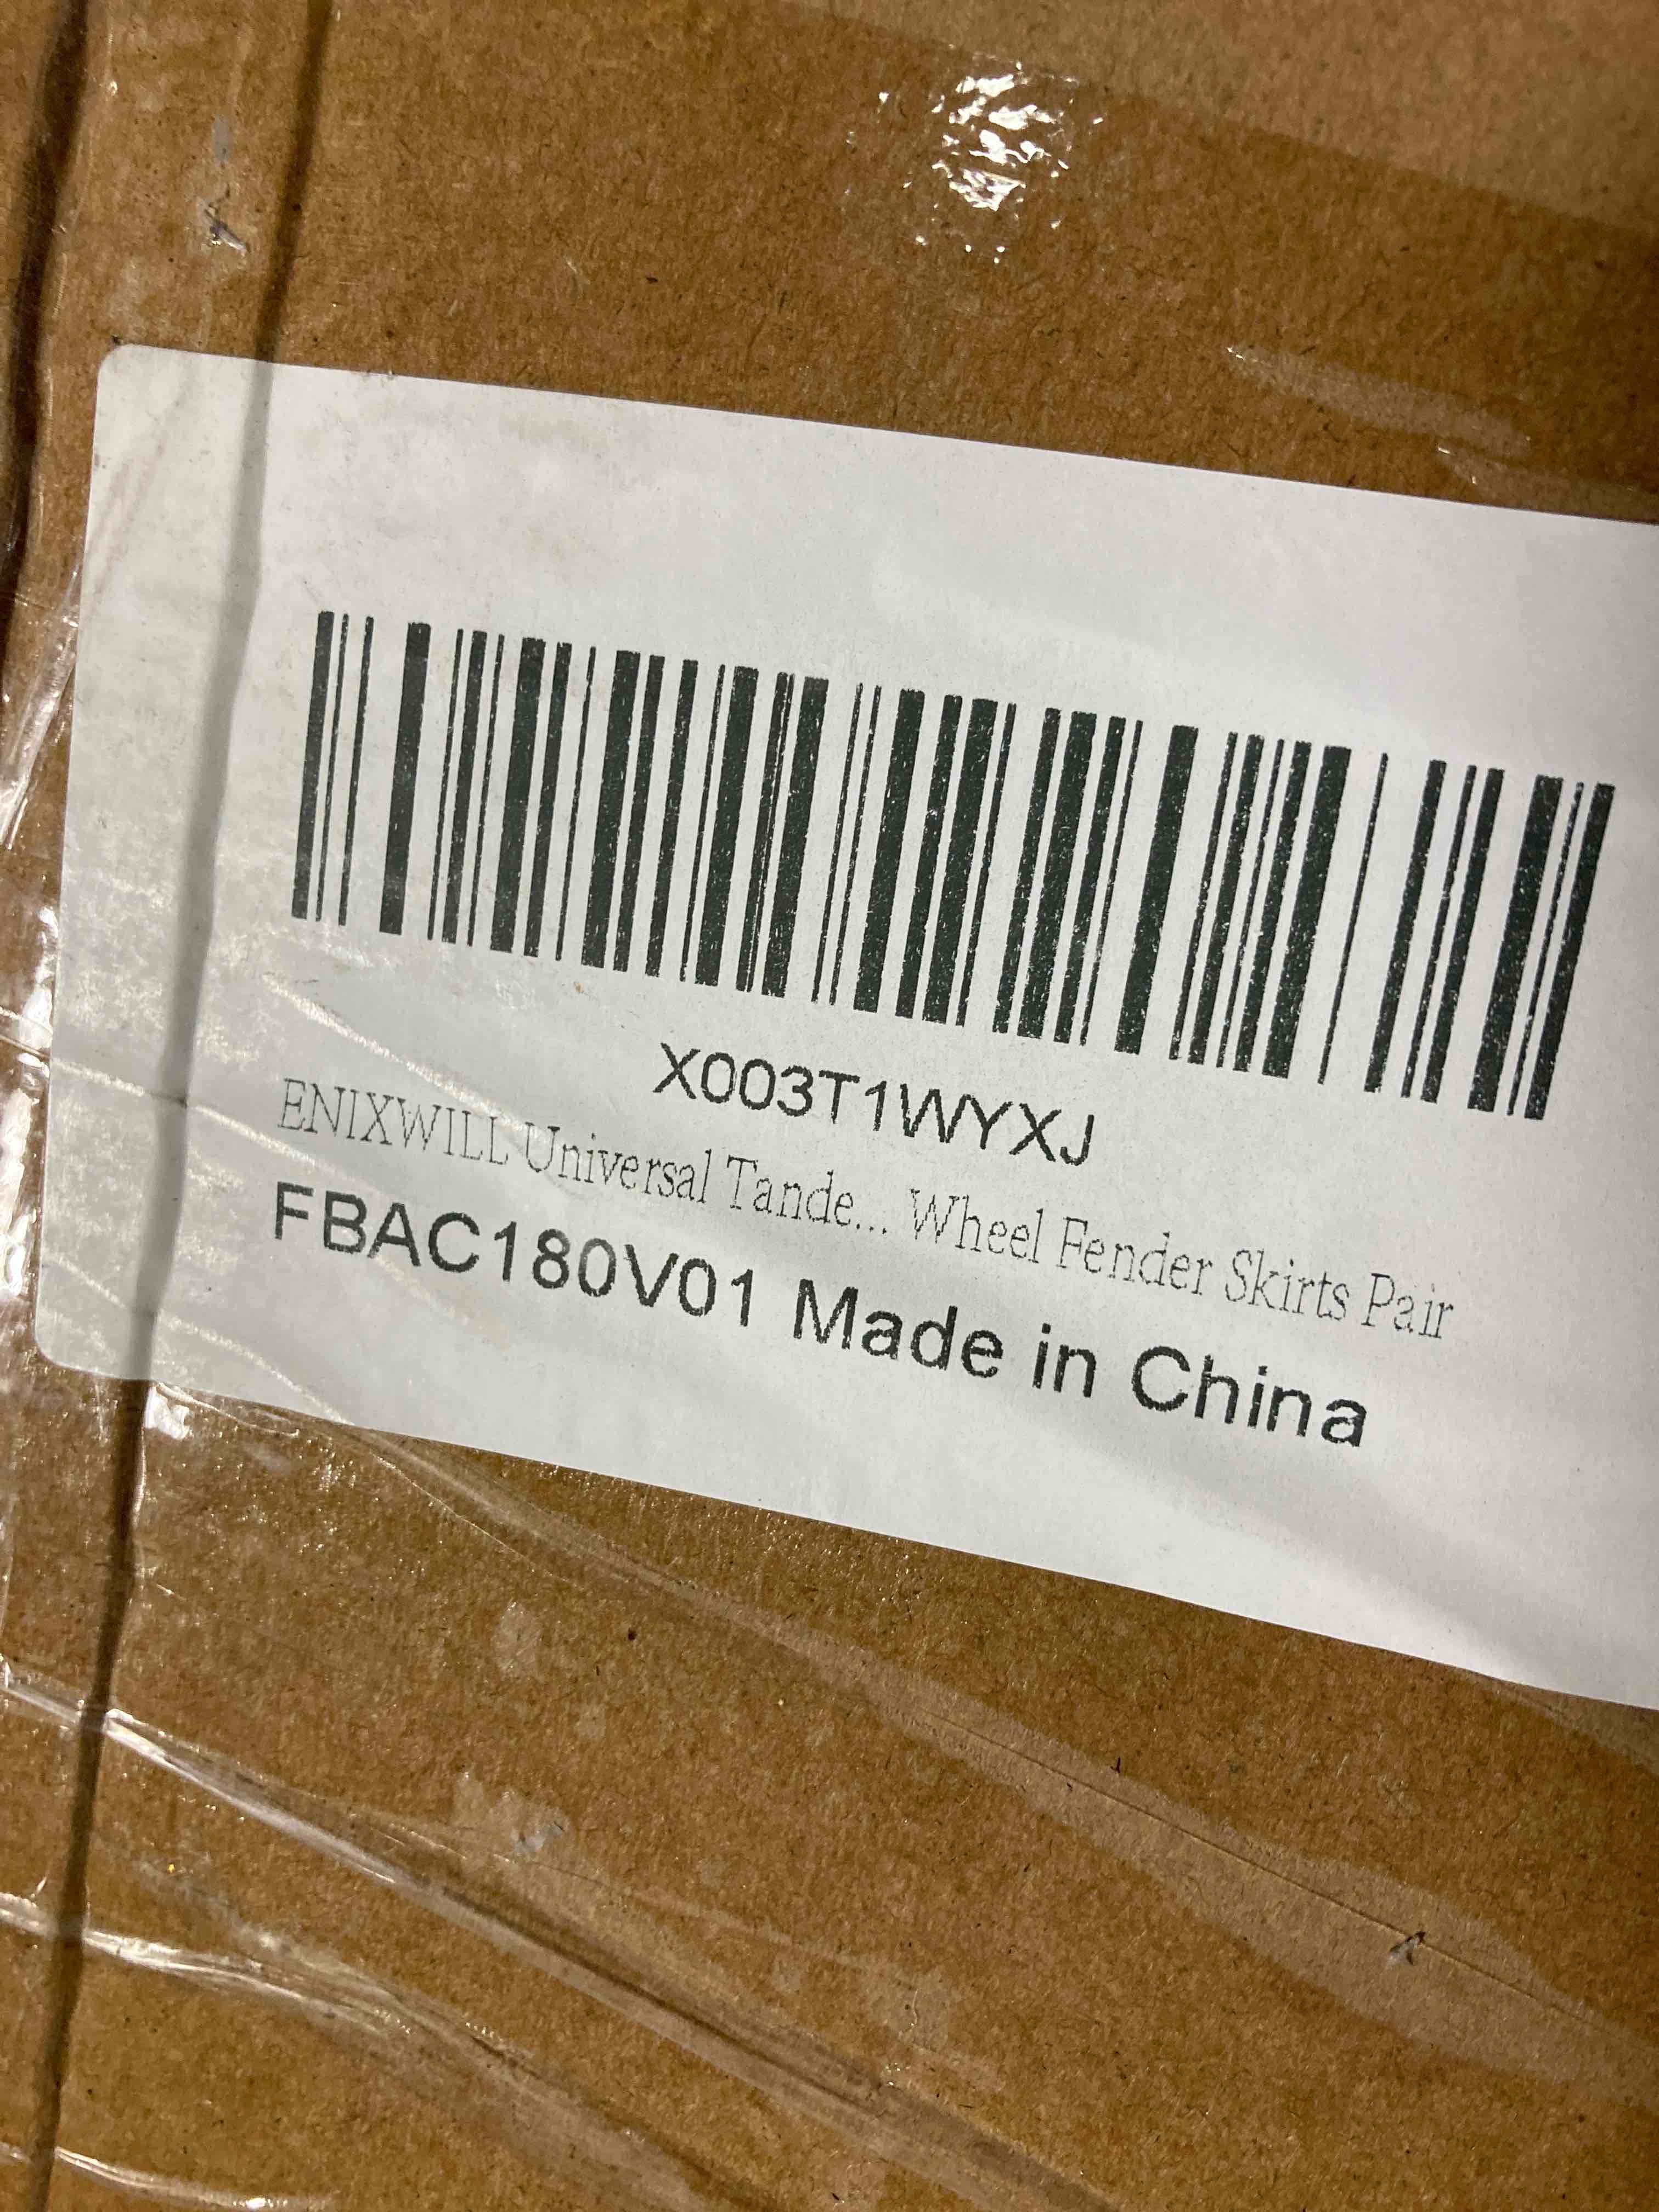 X003T1WYXJ
ENIXWILL Universal Tande... Wheel Fender Skirts Pair
FBAC180V01 Made in China